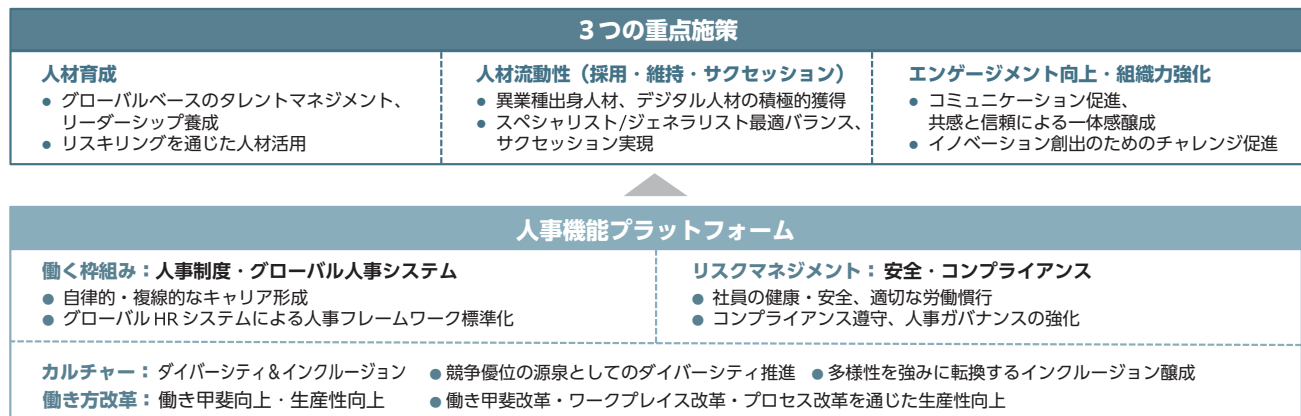 3つの重点施策
人材育成
● グローバルベースのタレントマネジメント、
リーダーシップ養成
● リスキリングを通じた人材活用
人材流動性（採用・維持・サクセッション）
● 異業種出身人材、デジタル人材の積極的獲得
● スペシャリスト/ジェネラリスト最適バランス、
サクセッション実現
エンゲージメント向上・組織力強化
● コミュニケーション促進、
共感と信頼による一体感醸成
● イノベーション創出のためのチャレンジ促進
人事機能プラットフォーム
働く枠組み：人事制度・グローバル人事システム
● 自律的・複線的なキャリア形成
● グローバル HR システムによる人事フレームワーク標準化
リスクマネジメント：安全・コンプライアンス
● 社員の健康・安全、適切な労働慣行
● コンプライアンス遵守、人事ガバナンスの強化
カルチャー：ダイバーシティ＆インクルージョン ● 競争優位の源泉としてのダイバーシティ推進 ● 多様性を強みに転換するインクルージョン醸成
働き方改革：働き甲斐向上・生産性向上 ● 働き甲斐改革・ワークプレイス改革・プロセス改革を通じた生産性向上